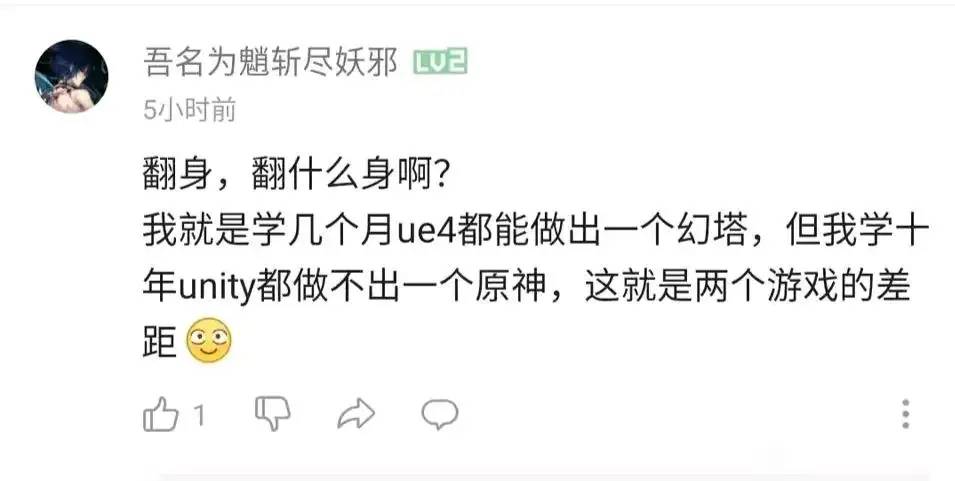 吾名为魈斩尽妖邪 LV2
5小时前
翻身，翻什么身啊？
我就是学几个月ue4都能做出一个幻塔，但我学十
年unity都做不出一个原神，这就是两个游戏的差
距
1